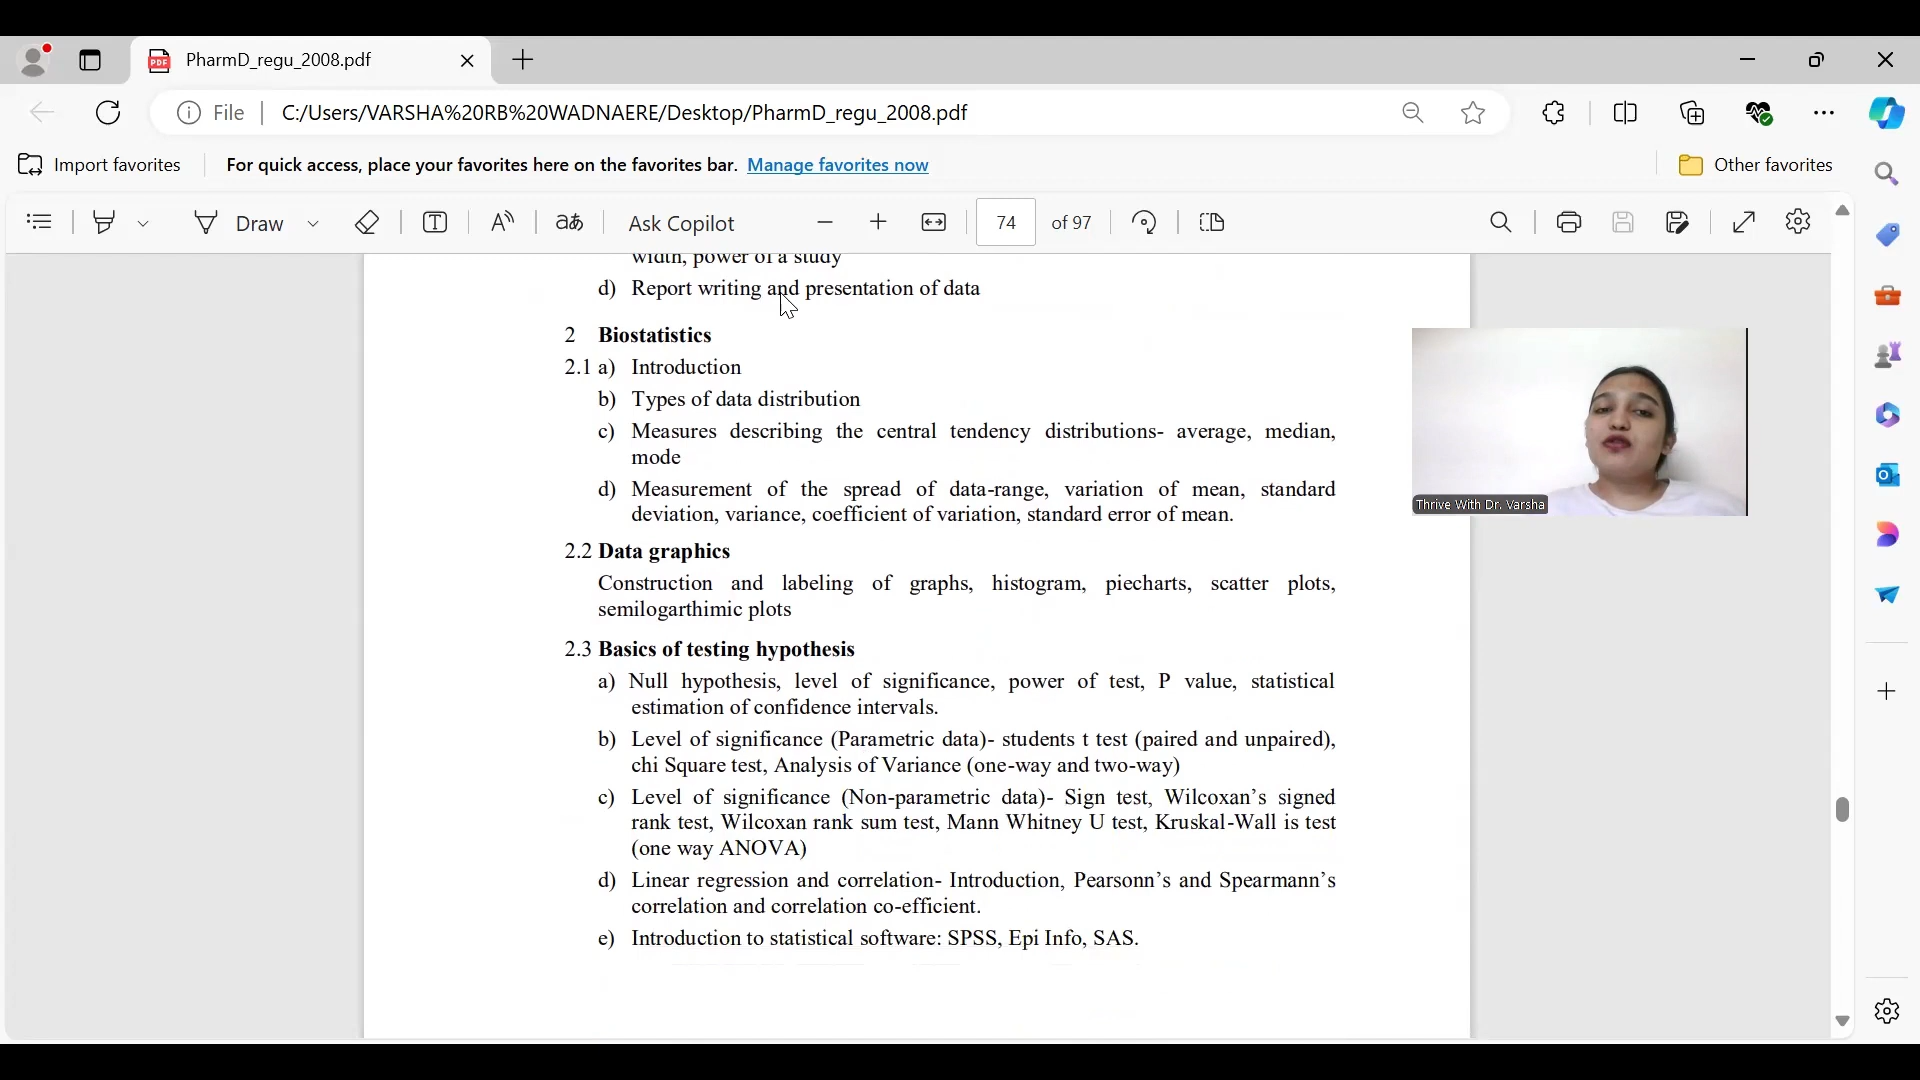 PharmD_regu_2008.pdf
File
C:/Users/VARSHA%20RB%20WADNAERE/Desktop/PharmD_regu_2008.pdf
Import favorites
For quick access, place your favorites here on the favorites bar. Manage favorites now
Other favorites
Draw
Ask Copilot
74 of 97
width, power of a study
d) Report writing and presentation of data
2 Biostatistics
2.1 a) Introduction
b) Types of data distribution
c) Measures describing the central tendency distributions- average, median,
mode
d) Measurement of the spread of data-range, variation of mean, standard
deviation, variance, coefficient of variation, standard error of mean.
2.2 Data graphics
Construction and labeling of graphs, histogram, piecharts, scatter plots,
semilogarthimic plots
2.3 Basics of testing hypothesis
a) Null hypothesis, level of significance, power of test, P value, statistical
estimation of confidence intervals.
b) Level of significance (Parametric data)- students t test (paired and unpaired),
chi Square test, Analysis of Variance (one-way and two-way)
c) Level of significance (Non-parametric data)- Sign test, Wilcoxan's signed
rank test, Wilcoxan rank sum test, Mann Whitney U test, Kruskal-Wall is test
(one way ANOVA)
d) Linear regression and correlation- Introduction, Pearsonn's and Spearmann's
correlation and correlation co-efficient.
e) Introduction to statistical software: SPSS, Epi Info, SAS.
Thrive With Dr. Varsha